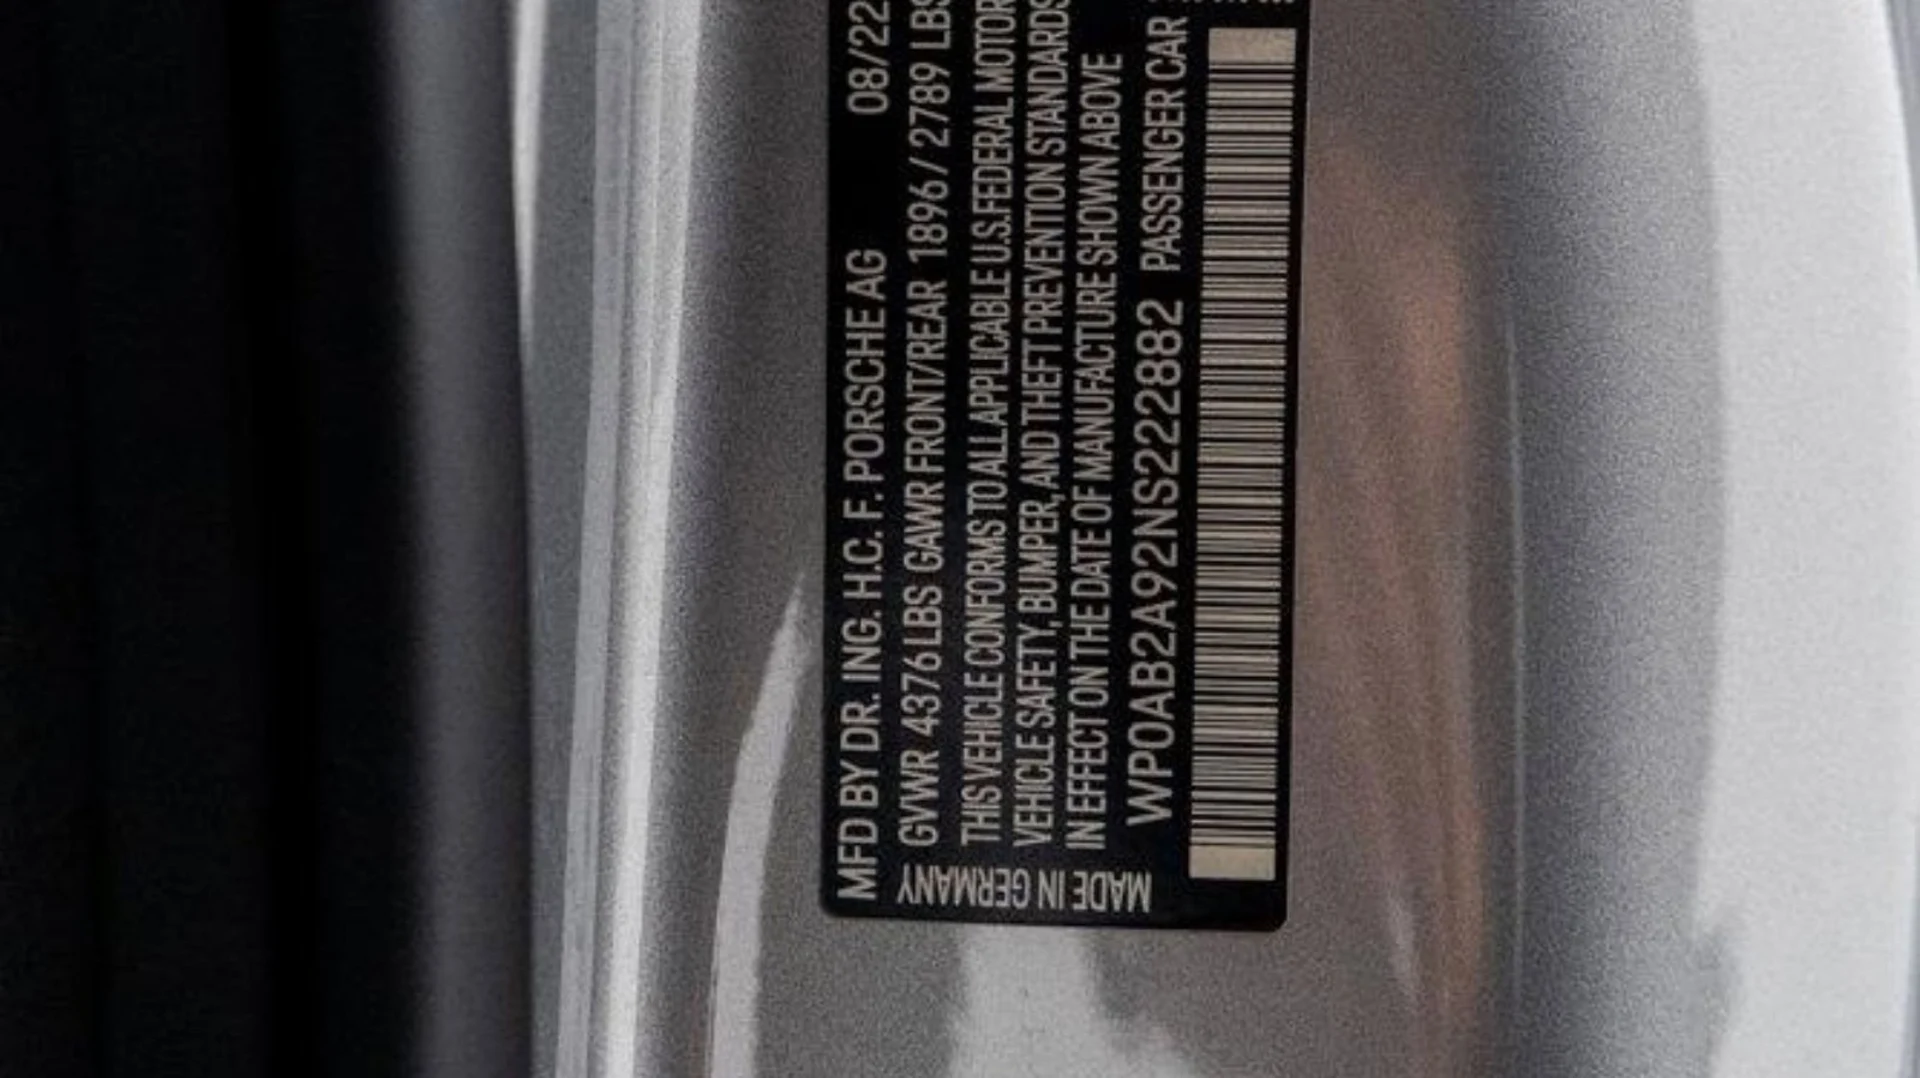 MFD BY DR. ING. H.C. F. PORSCHE AG 08/22
GVWR 4376 LBS GAWR FRONT/REAR 1896 / 2789 LBS
THIS VEHICLE CONFORMS TO ALL APPLICABLE U.S. FEDERAL MOTOR
VEHICLE SAFETY, BUMPER, AND THEFT PREVENTION STANDARDS
IN EFFECT ON THE DATE OF MANUFACTURE SHOWN ABOVE
WP0AB2A92NS222882 PASSENGER CAR
MADE IN GERMANY